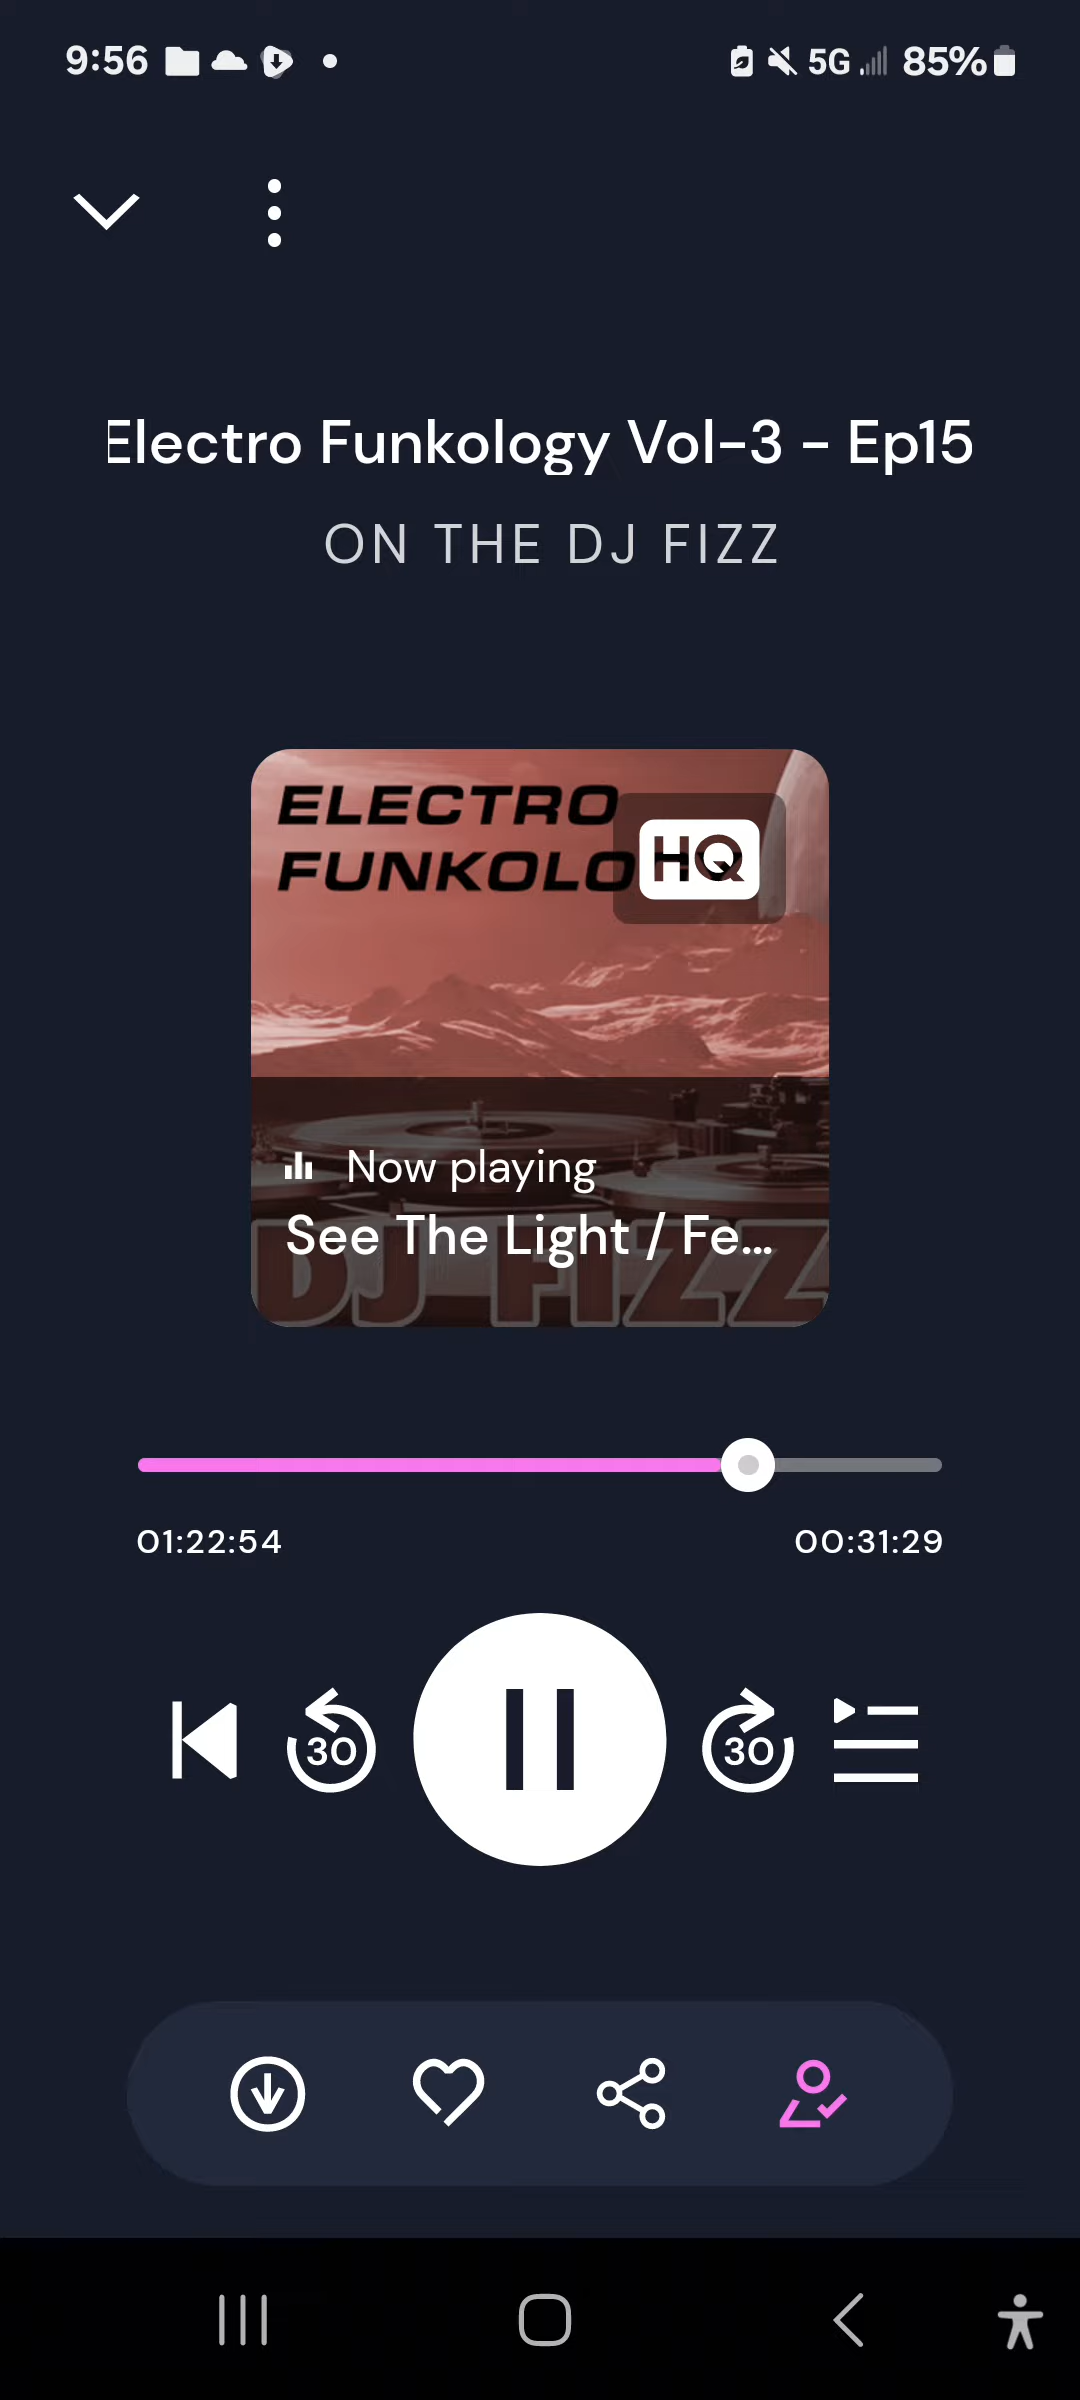 9:56 5G 85%
Electro Funkology Vol-3 - Ep15
ON THE DJ FIZZ
ELECTRO
FUNKOLO HQ
Now playing
See The Light / Fe...
DJ FIZZ
01:22:54 00:31:29
30 30